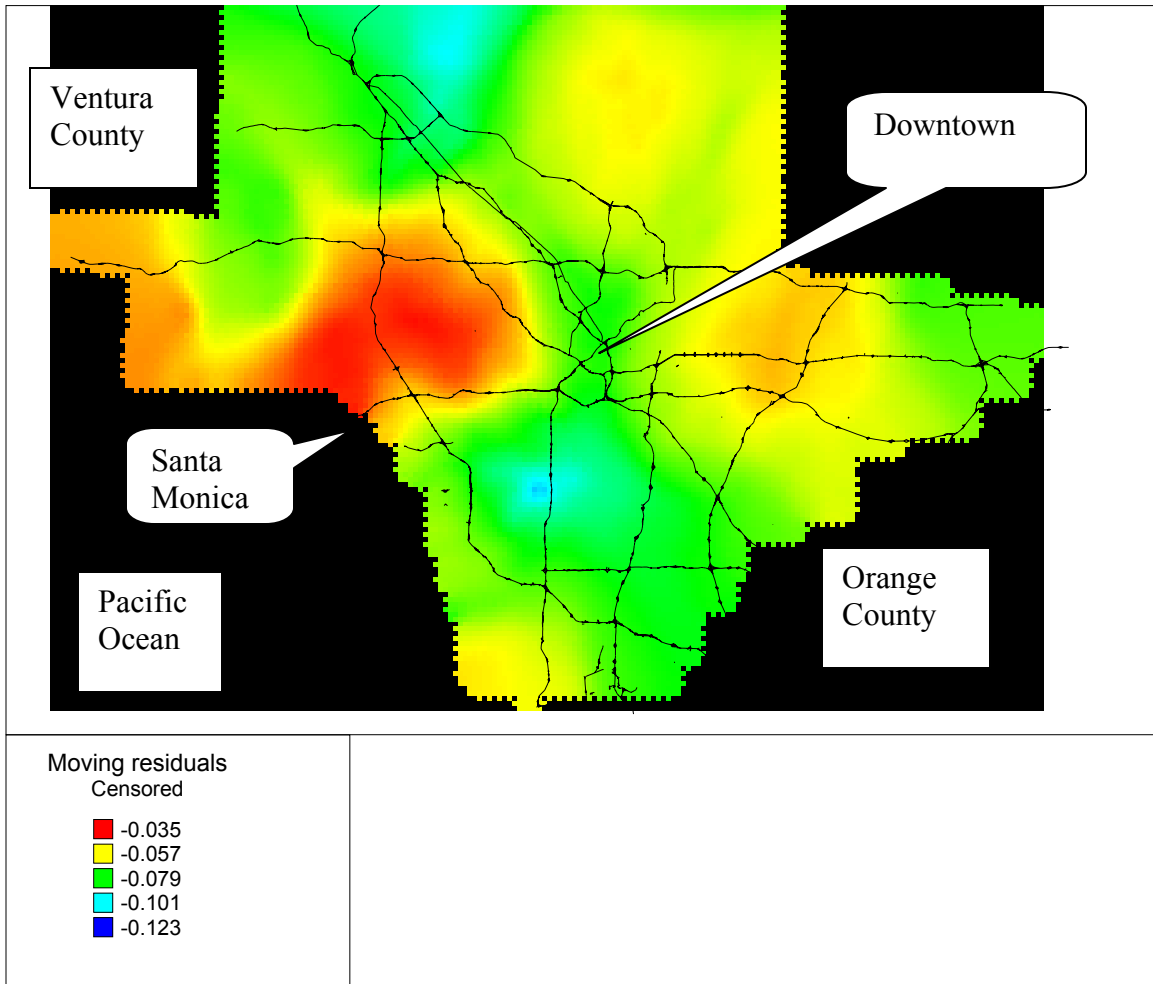 Ventura
County
Downtown
Santa
Monica
Pacific
Ocean
Orange
County
Moving residuals
Censored
-0.035
-0.057
-0.079
-0.101
-0.123